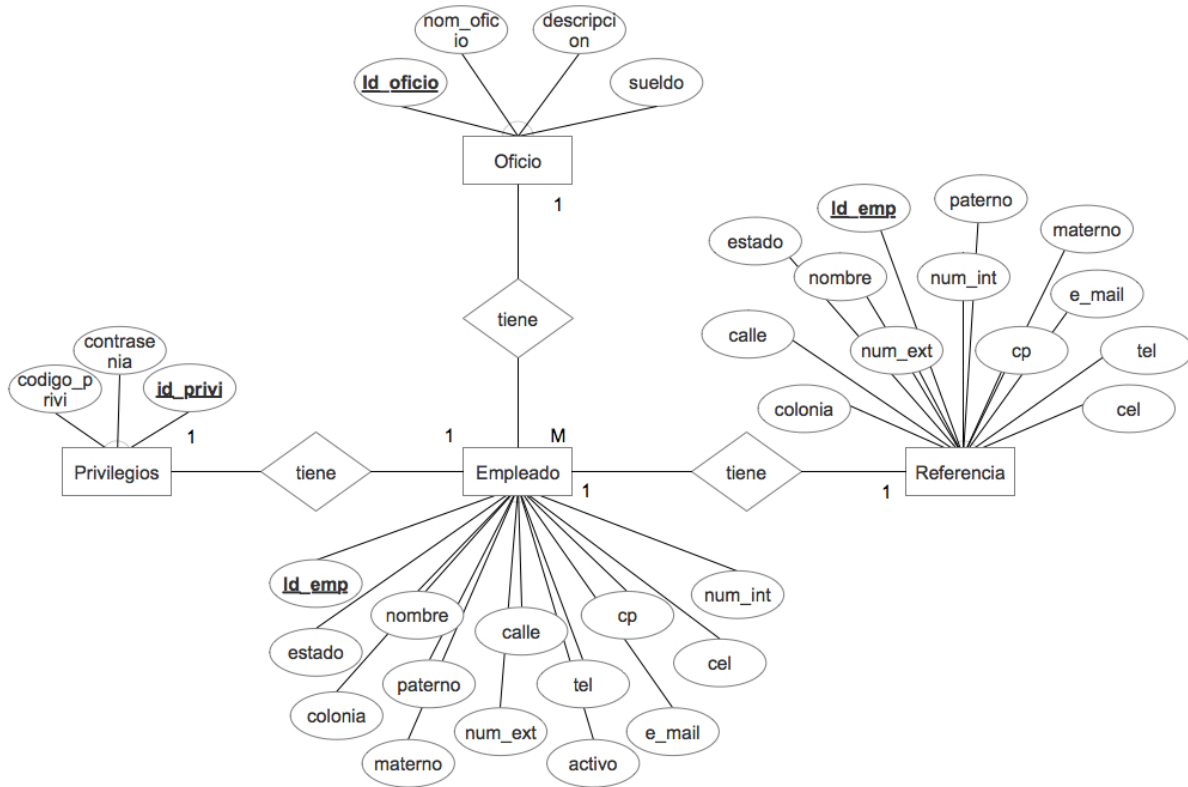 nom_ofic
io
descripci
on
Id_oficio
sueldo
Oficio
1
tiene
Id_emp
paterno
materno
estado
nombre
num_int
e_mail
calle
num_ext
cp
tel
colonia
cel
contrase
nia
codigo_p
rivi
id_privi
1
1
M
Privilegios
tiene
Empleado
tiene
Referencia
1
1
Id_emp
nombre
calle
cp
num_int
estado
paterno
tel
cel
colonia
num_ext
e_mail
materno
activo